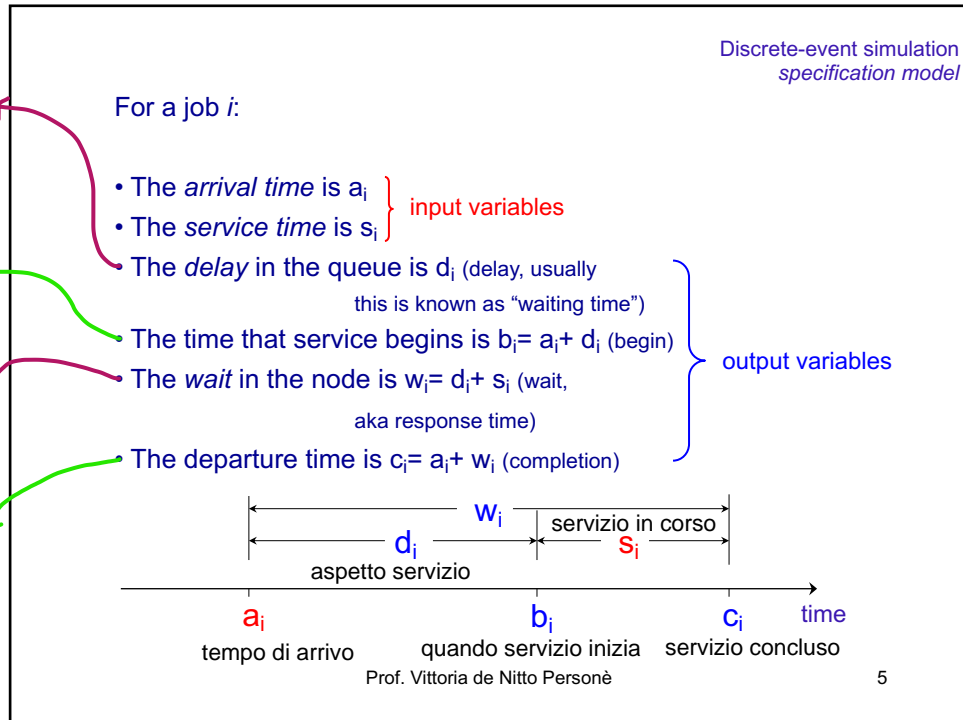 Discrete-event simulation
specification model
For a job i:
• The arrival time is aᵢ
• The service time is sᵢ
input variables
• The delay in the queue is dᵢ (delay, usually
this is known as “waiting time”)
• The time that service begins is bᵢ= aᵢ+ dᵢ (begin)
• The wait in the node is wᵢ= dᵢ+ sᵢ (wait,
aka response time)
• The departure time is cᵢ= aᵢ+ wᵢ (completion)
output variables
wᵢ
servizio in corso
dᵢ sᵢ
aspetto servizio
aᵢ bᵢ cᵢ time
tempo di arrivo quando servizio inizia servizio concluso
Prof. Vittoria de Nitto Personè 5